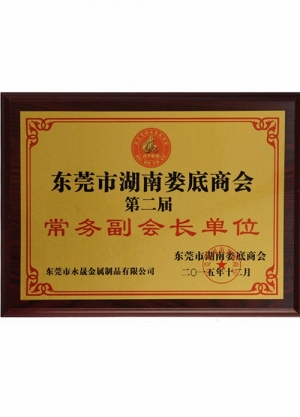 东莞市湖南娄底商会
第二届
常务副会长单位
东莞市湖南娄底商会
东莞市永晟金属制品有限公司
二〇一五年十二月